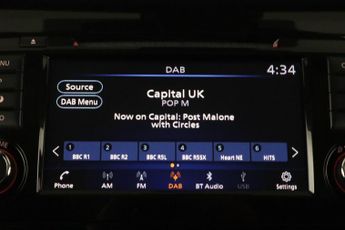 DAB
4:34
Source
Capital UK
POP M
DAB Menu
Now on Capital: Post Malone
with Circles
1 2 3 4 5 6
BBC R1 BBC R2 BBC R5L BBC R5SX Heart NE HITS
Phone AM FM DAB BT Audio USB Settings